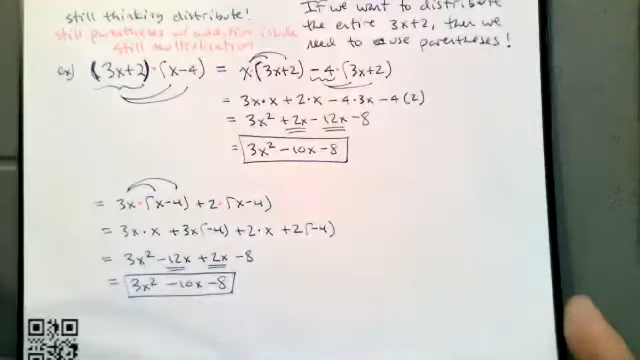 still thinking distribute!
still parentheses w/ addition inside
still multiplication
If we want to distribute
the entire 3x+2, then we
need to use parentheses!
ex) (3x+2)·(x-4) = x·(3x+2) -4·(3x+2)
= 3x·x + 2·x - 4·3x - 4(2)
= 3x² + 2x - 12x - 8
= 3x² - 10x - 8
= 3x·(x-4) + 2·(x-4)
= 3x·x + 3x(-4) + 2·x + 2(-4)
= 3x² - 12x + 2x - 8
= 3x² - 10x - 8